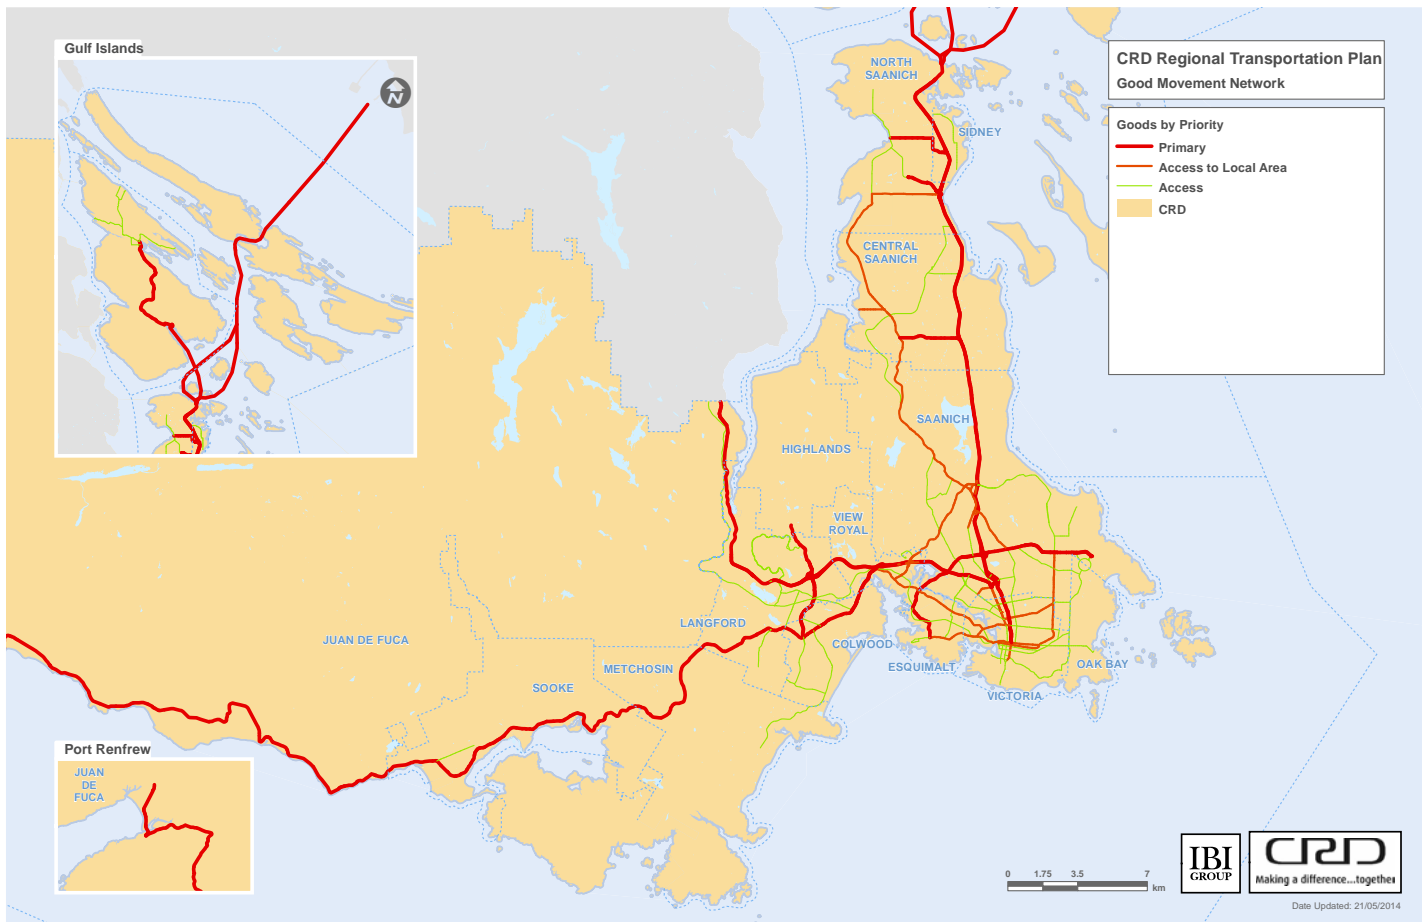 Gulf Islands
N
NORTH
SAANICH
SIDNEY
CRD Regional Transportation Plan
Good Movement Network
Goods by Priority
Primary
Access to Local Area
Access
CRD
CENTRAL
SAANICH
SAANICH
HIGHLANDS
VIEW
ROYAL
JUAN DE FUCA
LANGFORD
COLWOOD
METCHOSIN
ESQUIMALT
OAK BAY
SOOKE
VICTORIA
Port Renfrew
JUAN
DE
FUCA
0 1.75 3.5 7
km
IBI
GROUP
CRD
Making a difference...together
Date Updated: 21/05/2014